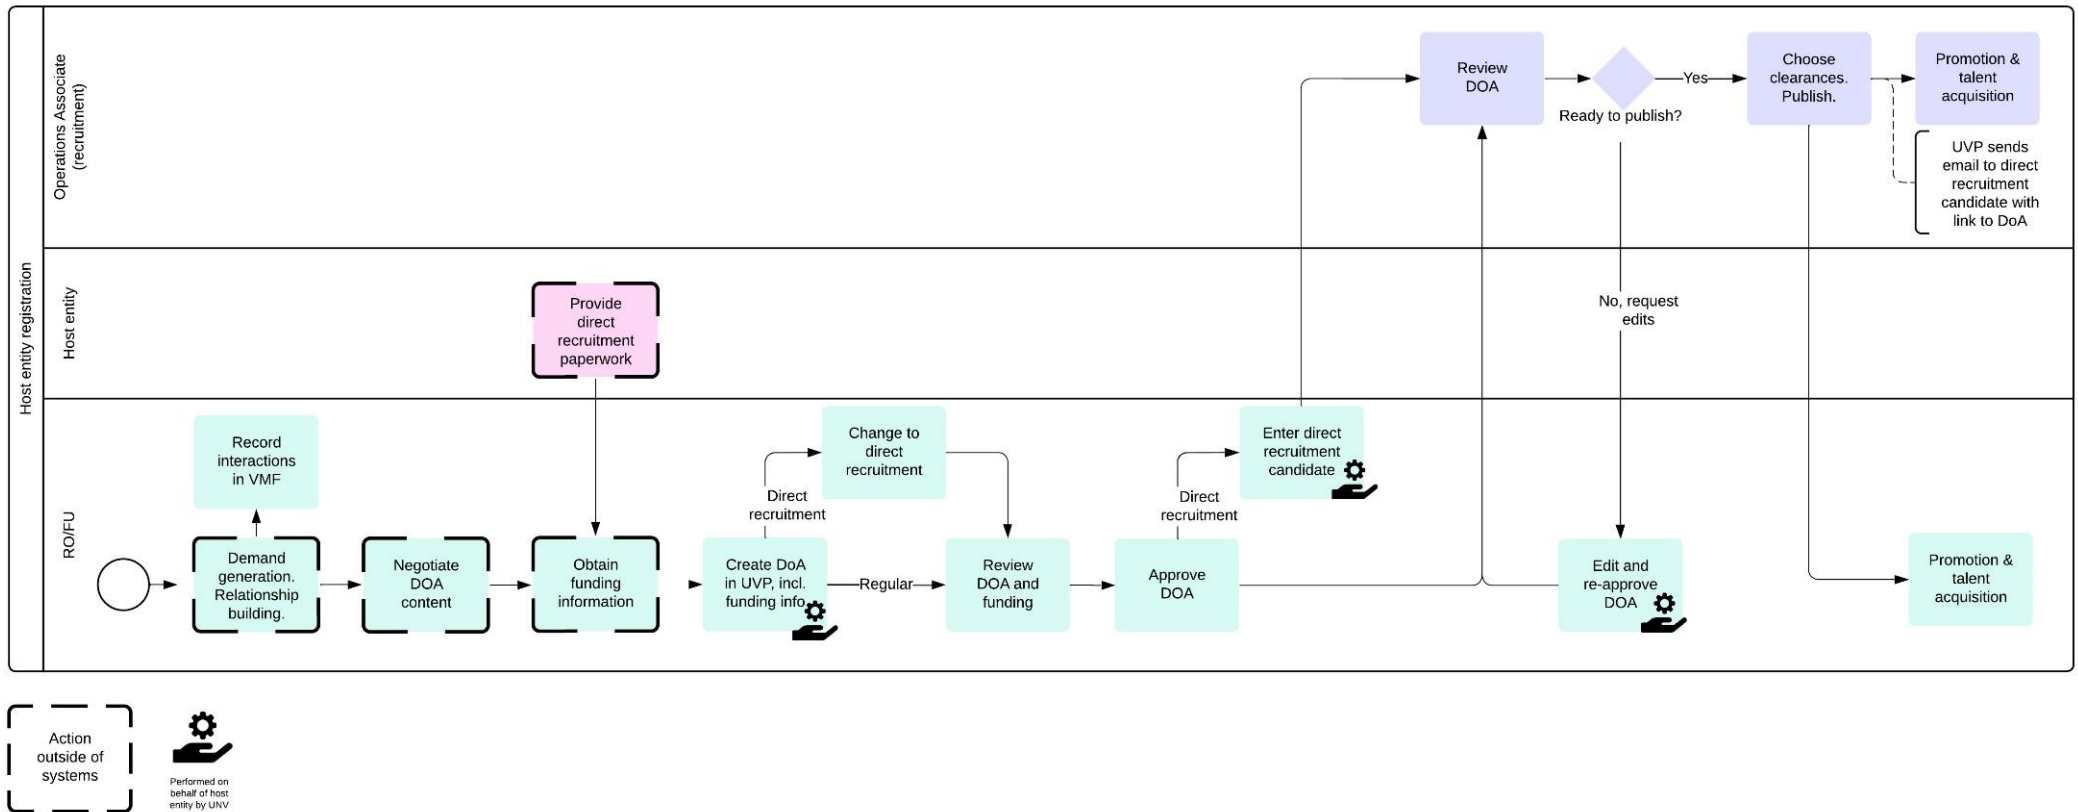 Host entity registration
Operations Associate
(recruitment)
Review
DOA
Ready to publish?
Yes
Choose
clearances.
Publish.
Promotion &
talent
acquisition
UVP sends
email to direct
recruitment
candidate with
link to DoA
Host entity
Provide
direct
recruitment
paperwork
No, request
edits
RO/FU
Record
interactions
in VMF
Demand
generation.
Relationship
building.
Negotiate
DOA
content
Obtain
funding
information
Create DoA
in UVP, incl.
funding info.
Direct
recruitment
Change to
direct
recruitment
Regular
Review
DOA and
funding
Approve
DOA
Direct
recruitment
Enter direct
recruitment
candidate
Edit and
re-approve
DOA
Promotion &
talent
acquisition
Action
outside of
systems
Performed on
behalf of host
entity by UNV